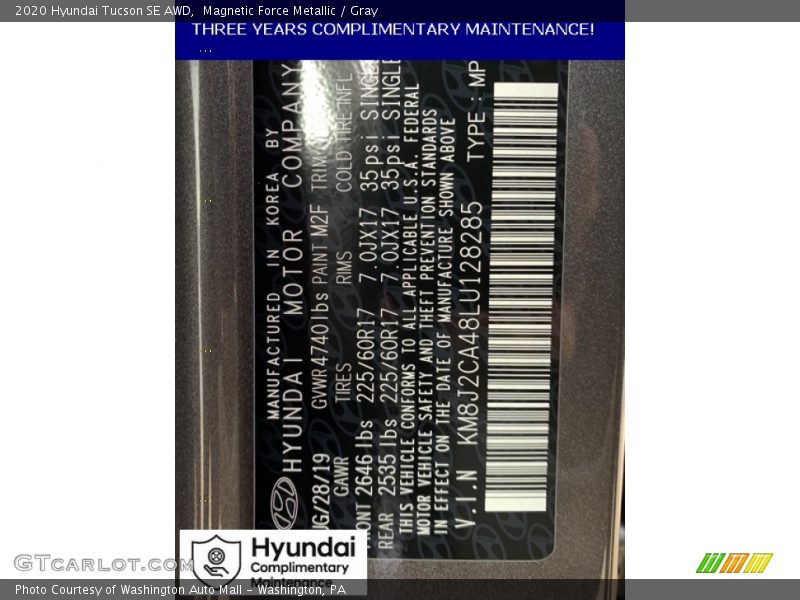 2020 Hyundai Tucson SE AWD, Magnetic Force Metallic / Gray
THREE YEARS COMPLIMENTARY MAINTENANCE!
...
MANUFACTURED IN KOREA BY
HYUNDAI MOTOR COMPANY
/28/19 GVWR 4740 lbs PAINT M2F TRIM
GAWR TIRES RIMS COLD TIRE INFL
2646 lbs 225/60R17 7.0JX17 35psi SINGLE
REAR 2535 lbs 225/60R17 7.0JX17 35psi SINGLE
THIS VEHICLE CONFORMS TO ALL APPLICABLE U.S.A. FEDERAL
MOTOR VEHICLE SAFETY AND THEFT PREVENTION STANDARDS
IN EFFECT ON THE DATE OF MANUFACTURE SHOWN ABOVE
V.I.N KM8J2CA48LU128285 TYPE: MP
Hyundai
Complimentary
Maintenance
GTcarlot.com
Photo Courtesy of Washington Auto Mall - Washington, PA